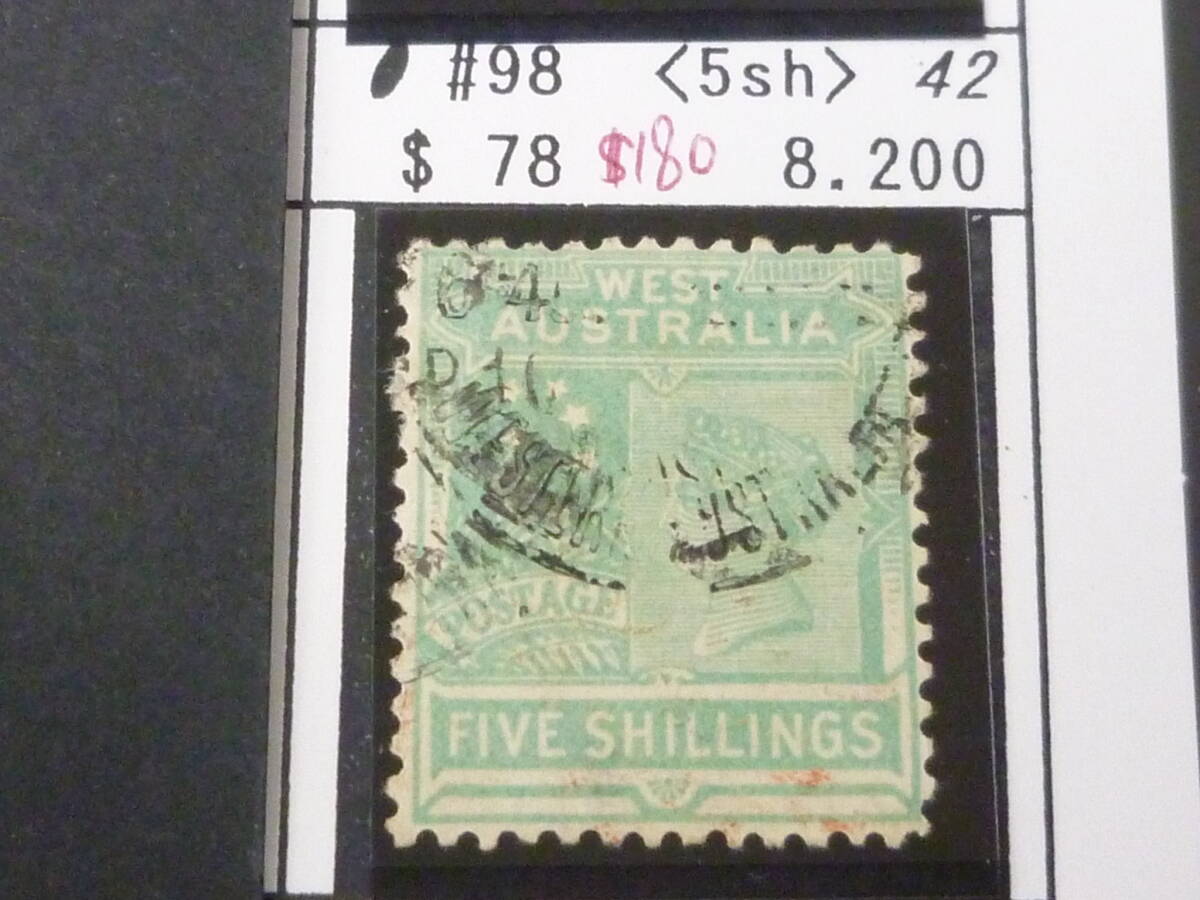 #98 <5sh> 42
$ 78 $180 8.200
WEST
AUSTRALIA
POSTAGE
FIVE SHILLINGS